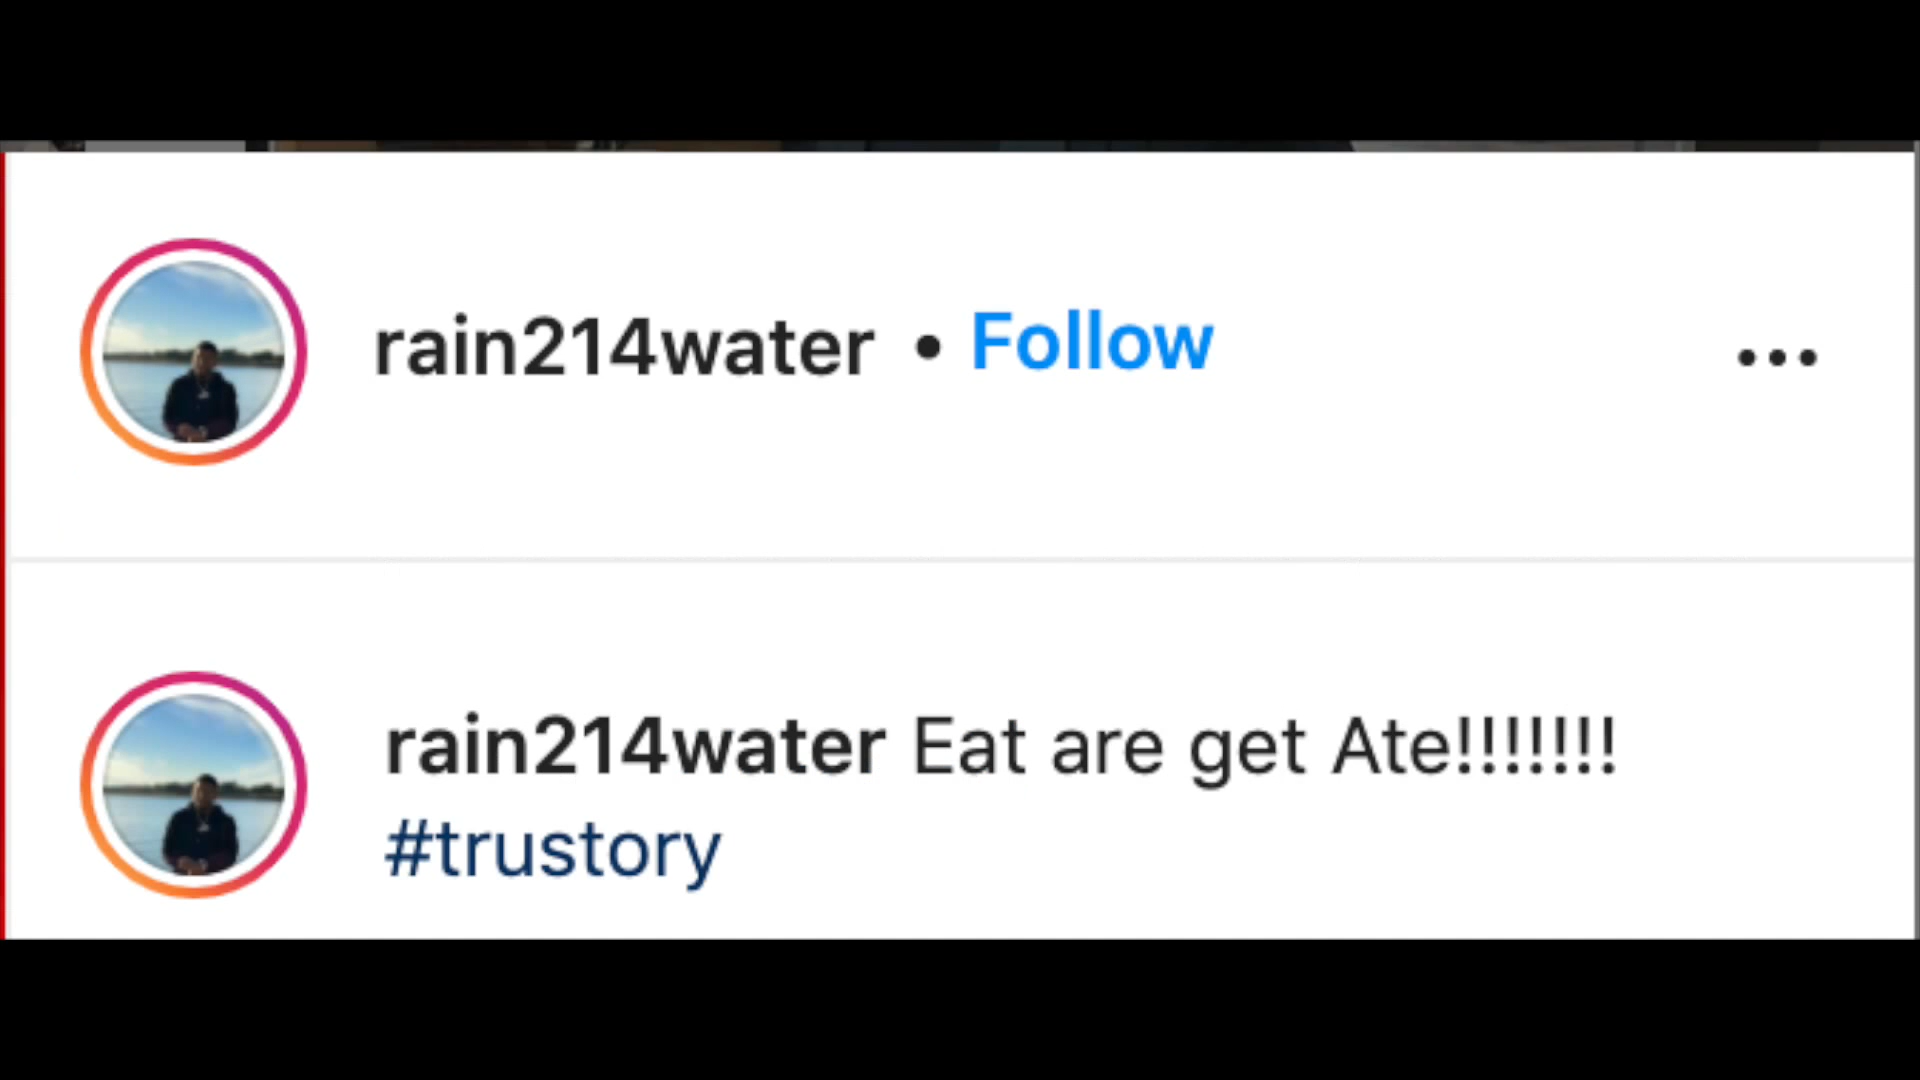 rain214water • Follow
rain214water Eat are get Ate!!!!!!!
#trustory